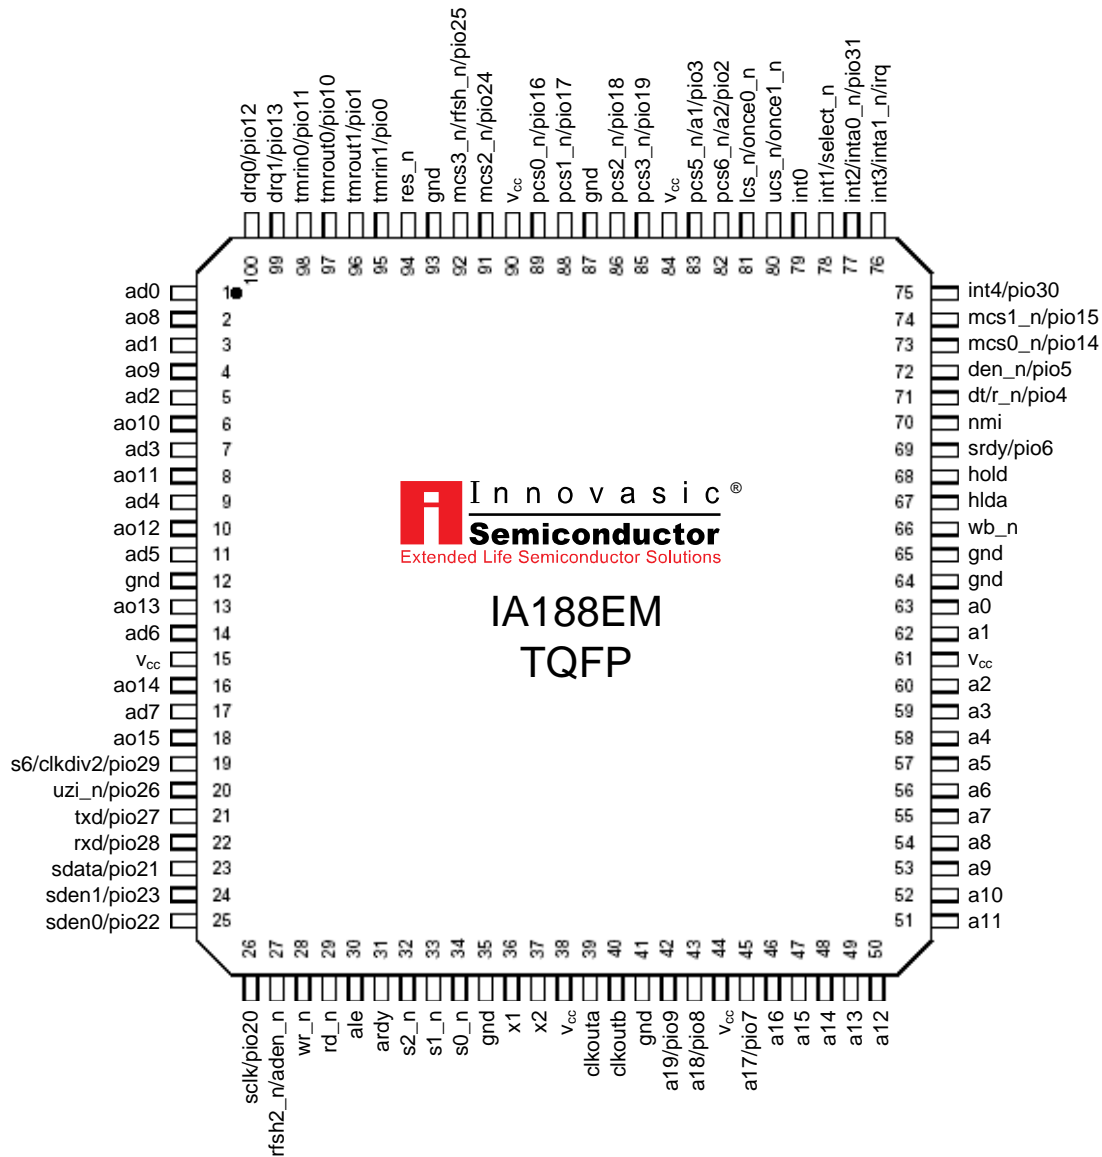 drq0/pio12
drq1/pio13
tmrin0/pio11
tmrout0/pio10
tmrout1/pio1
tmrin1/pio0
res_n
gnd
mcs3_n/rfsh_n/pio25
mcs2_n/pio24
vcc
pcs0_n/pio16
pcs1_n/pio17
gnd
pcs2_n/pio18
pcs3_n/pio19
vcc
pcs5_n/a1/pio3
pcs6_n/a2/pio2
lcs_n/once0_n
ucs_n/once1_n
int0
int1/select_n
int2/inta0_n/pio31
int3/inta1_n/irq
100
99
98
97
96
95
94
93
92
91
90
89
88
87
86
85
84
83
82
81
80
79
78
77
76
ad0 1
ao8 2
ad1 3
ao9 4
ad2 5
ao10 6
ad3 7
ao11 8
ad4 9
ao12 10
ad5 11
gnd 12
ao13 13
ad6 14
vcc 15
ao14 16
ad7 17
ao15 18
s6/clkdiv2/pio29 19
uzi_n/pio26 20
txd/pio27 21
rxd/pio28 22
sdata/pio21 23
sden1/pio23 24
sden0/pio22 25
Innovasic ®
Semiconductor
Extended Life Semiconductor Solutions
IA188EM
TQFP
75 int4/pio30
74 mcs1_n/pio15
73 mcs0_n/pio14
72 den_n/pio5
71 dt/r_n/pio4
70 nmi
69 srdy/pio6
68 hold
67 hlda
66 wb_n
65 gnd
64 gnd
63 a0
62 a1
61 vcc
60 a2
59 a3
58 a4
57 a5
56 a6
55 a7
54 a8
53 a9
52 a10
51 a11
26
27
28
29
30
31
32
33
34
35
36
37
38
39
40
41
42
43
44
45
46
47
48
49
50
sclk/pio20
rfsh2_n/aden_n
wr_n
rd_n
ale
ardy
s2_n
s1_n
s0_n
gnd
x1
x2
vcc
clkouta
clkoutb
gnd
a19/pio9
a18/pio8
vcc
a17/pio7
a16
a15
a14
a13
a12